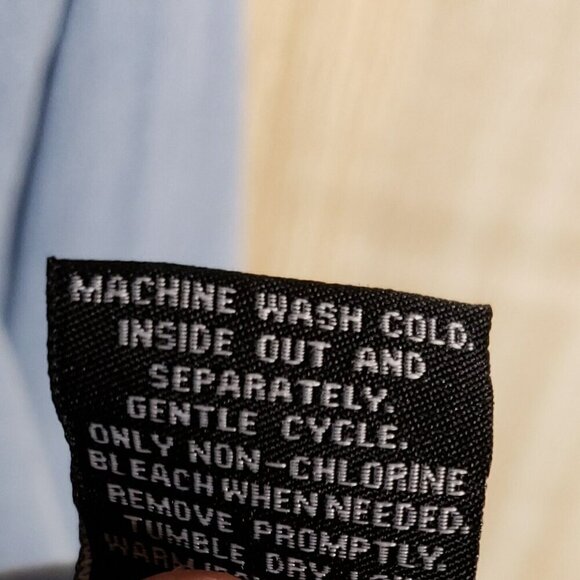 MACHINE WASH COLD.
INSIDE OUT AND
SEPARATELY.
GENTLE CYCLE.
ONLY NON-CHLORINE
BLEACH WHEN NEEDED.
REMOVE PROMPTLY.
TUMBLE DRY
WARM